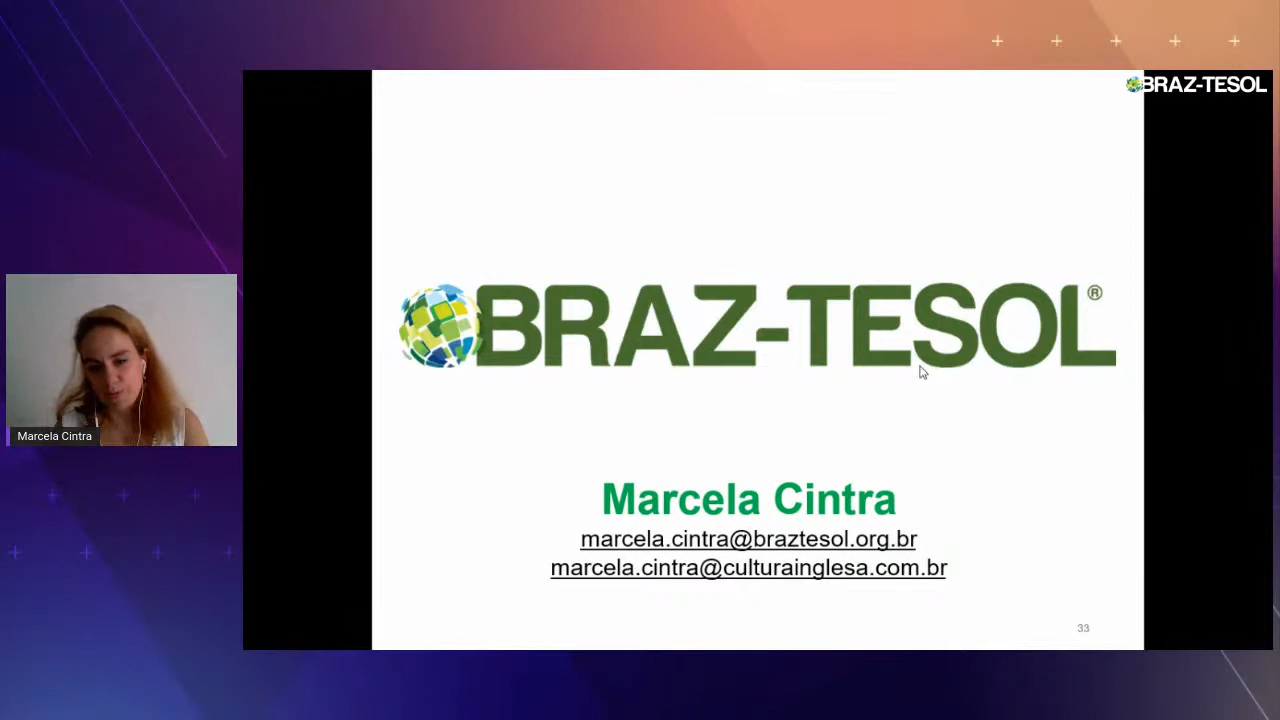 BRAZ-TESOL
BRAZ-TESOL®
Marcela Cintra
Marcela Cintra
marcela.cintra@braztesol.org.br
marcela.cintra@culturainglesa.com.br
33